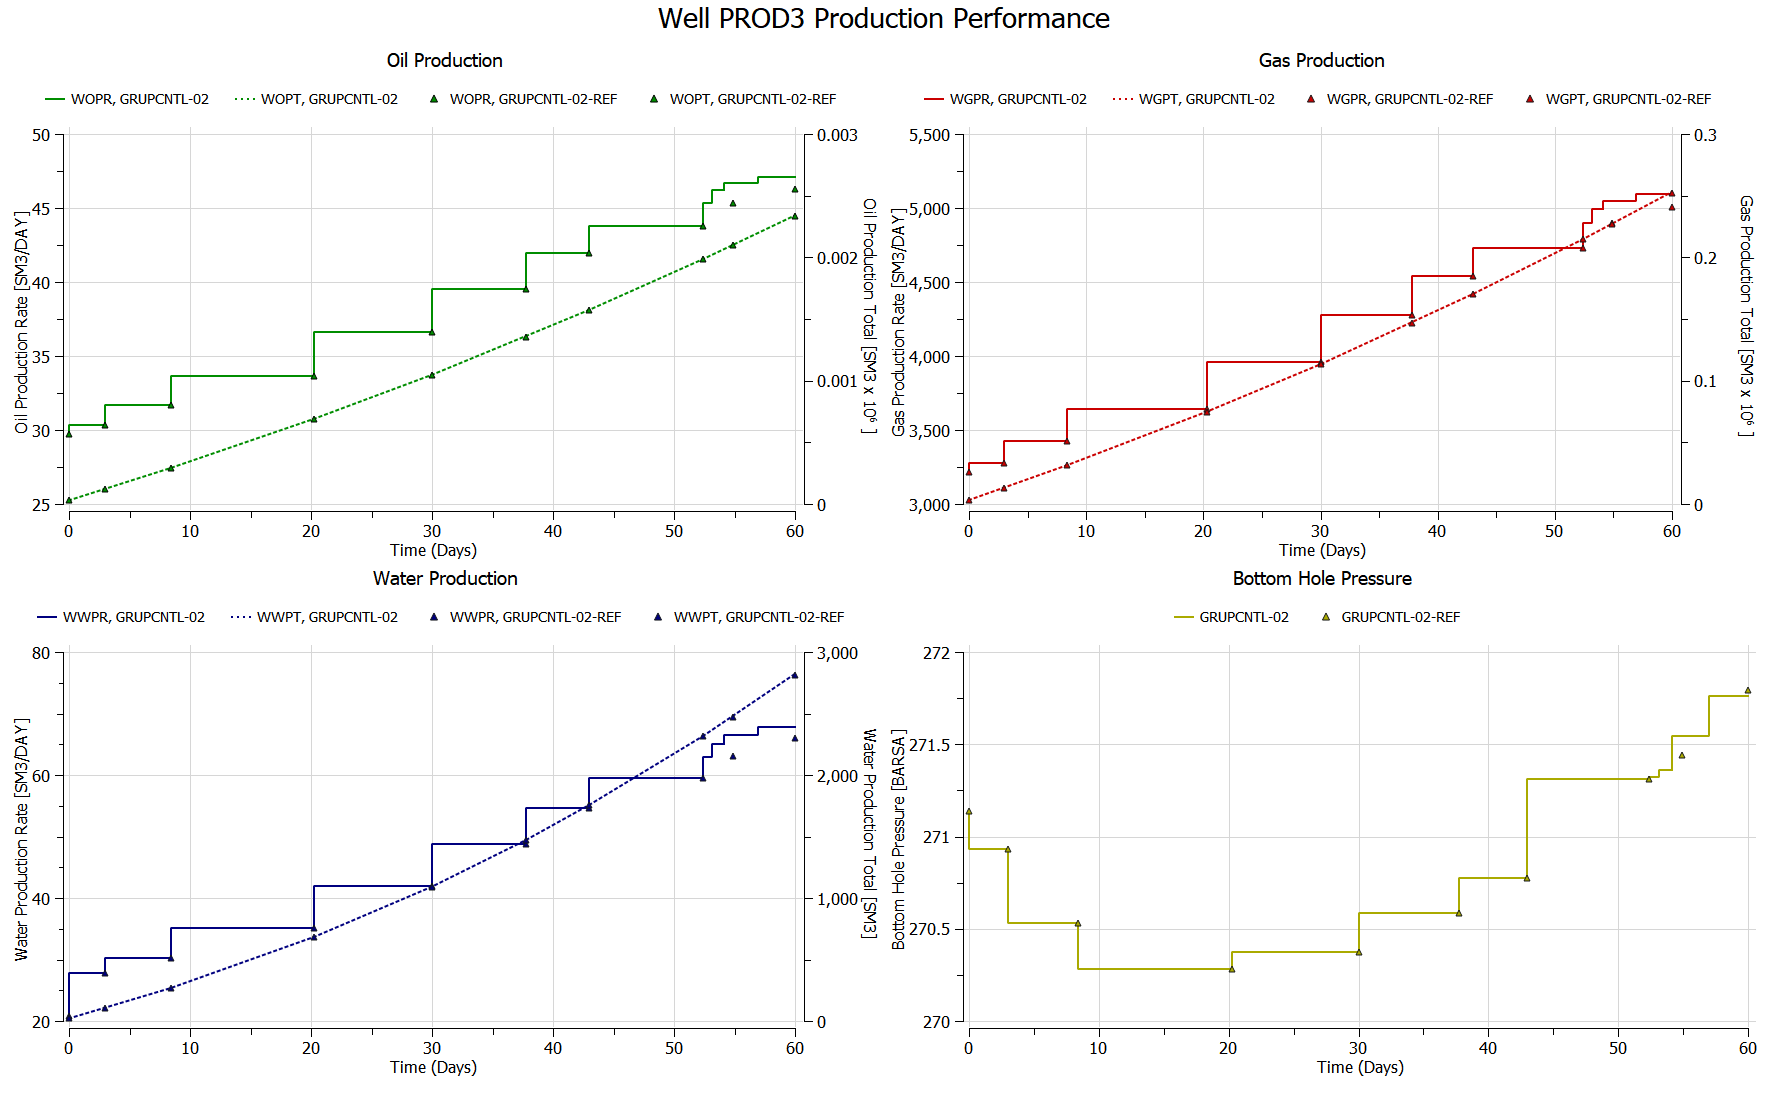 Well PROD3 Production Performance
Oil Production
WOPR, GRUPCNTL-02 WOPT, GRUPCNTL-02 WOPR, GRUPCNTL-02-REF WOPT, GRUPCNTL-02-REF
50
45
40
35
30
25
Oil Production Rate [SM3/DAY]
0.003
0.002
0.001
0
Oil Production Total [SM3 x 10⁶ ]
0 10 20 30 40 50 60
Time (Days)
Gas Production
WGPR, GRUPCNTL-02 WGPT, GRUPCNTL-02 WGPR, GRUPCNTL-02-REF WGPT, GRUPCNTL-02-REF
5,500
5,000
4,500
4,000
3,500
3,000
Gas Production Rate [SM3/DAY]
0.3
0.2
0.1
0
Gas Production Total [SM3 x 10⁶ ]
0 10 20 30 40 50 60
Time (Days)
Water Production
WWPR, GRUPCNTL-02 WWPT, GRUPCNTL-02 WWPR, GRUPCNTL-02-REF WWPT, GRUPCNTL-02-REF
80
60
40
20
Water Production Rate [SM3/DAY]
3,000
2,000
1,000
0
Water Production Total [SM3]
0 10 20 30 40 50 60
Time (Days)
Bottom Hole Pressure
GRUPCNTL-02 GRUPCNTL-02-REF
272
271.5
271
270.5
270
Bottom Hole Pressure [BARSA]
0 10 20 30 40 50 60
Time (Days)